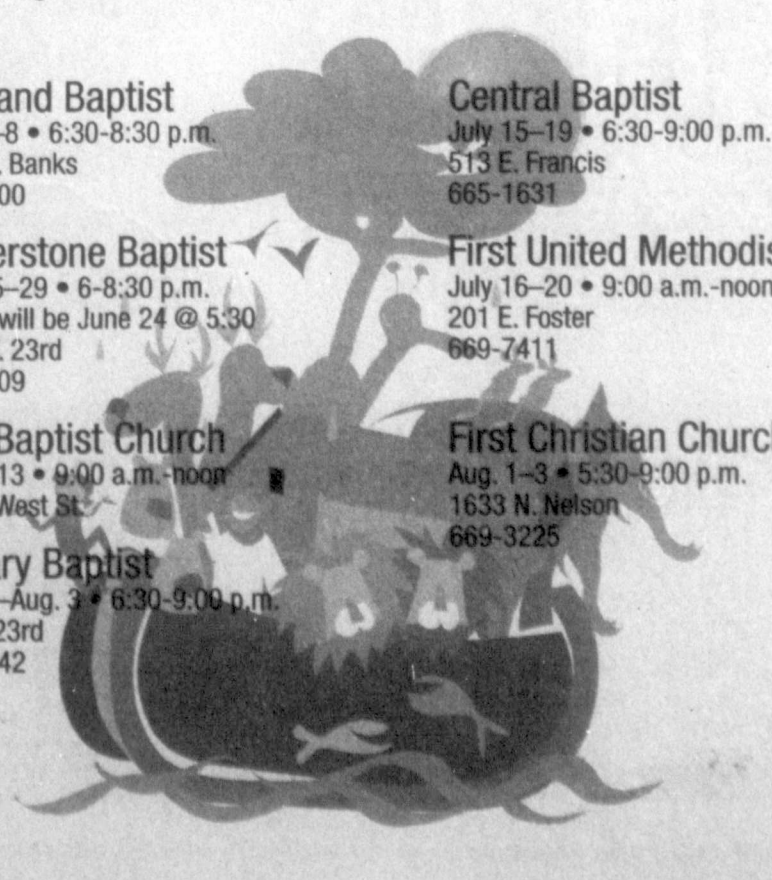 and Baptist
-8 • 6:30-8:30 p.m.
. Banks
00
erstone Baptist
5–29 • 6-8:30 p.m.
will be June 24 @ 5:30
. 23rd
09
Baptist Church
13 • 9:00 a.m.-noon
West St.
ry Baptist
–Aug. 3 • 6:30-9:00 p.m.
23rd
42
Central Baptist
July 15–19 • 6:30-9:00 p.m.
513 E. Francis
665-1631
First United Methodis
July 16–20 • 9:00 a.m.-noon
201 E. Foster
669-7411
First Christian Churc
Aug. 1–3 • 5:30-9:00 p.m.
1633 N. Nelson
669-3225